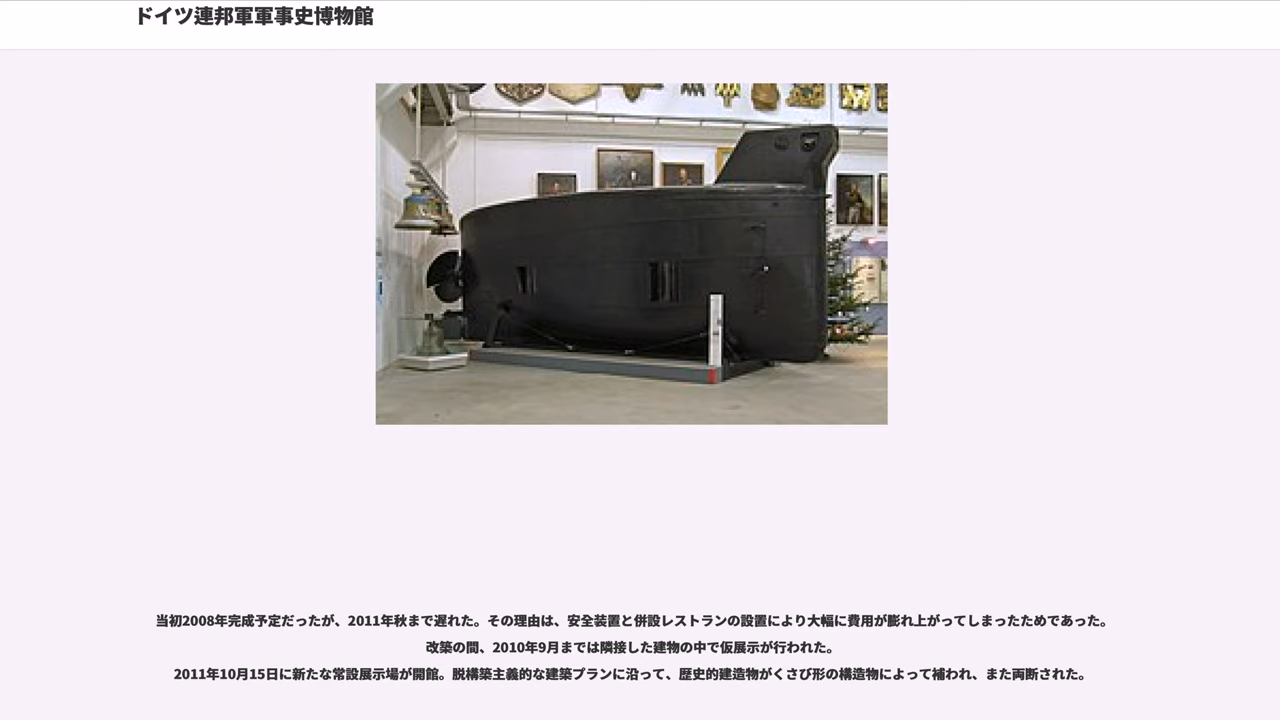 ドイツ連邦軍軍事史博物館
当初2008年完成予定だったが、2011年秋まで遅れた。その理由は、安全装置と併設レストランの設置により大幅に費用が膨れ上がってしまったためであった。
改築の間、2010年9月までは隣接した建物の中で仮展示が行われた。
2011年10月15日に新たな常設展示場が開館。脱構築主義的な建築プランに沿って、歴史的建造物がくさび形の構造物によって補われ、また両断された。